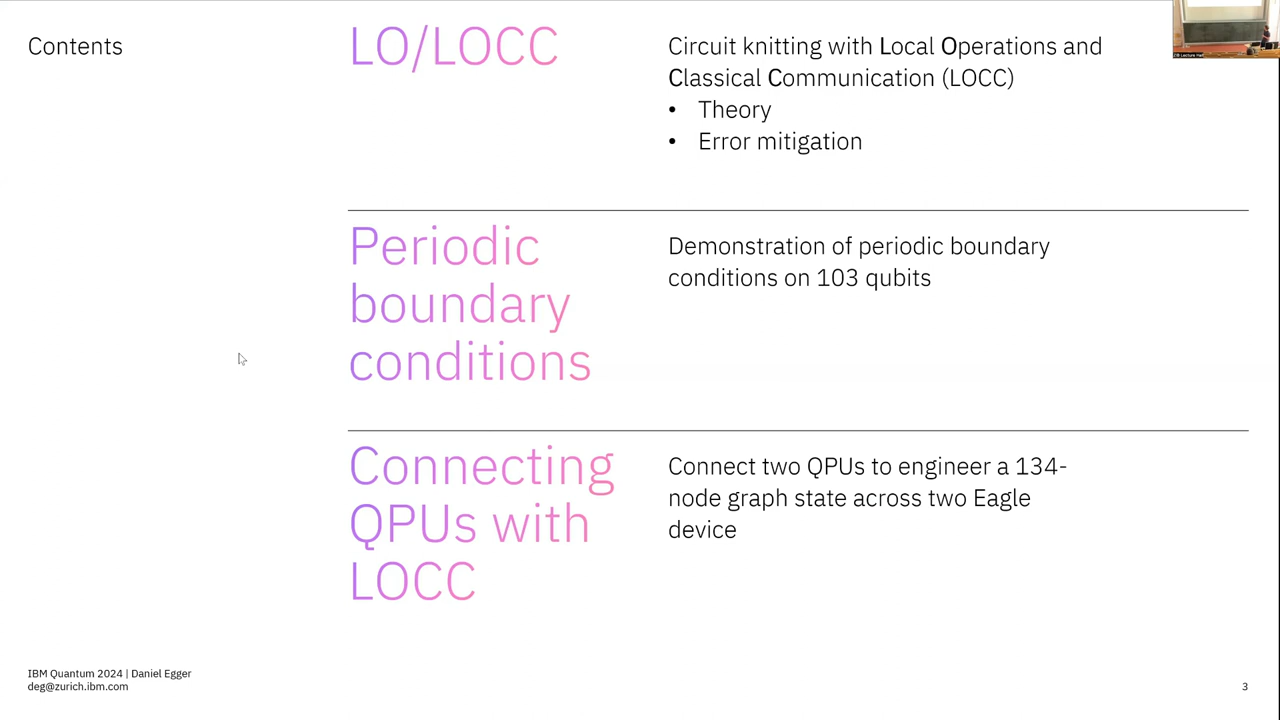 Contents
LO/LOCC
Circuit knitting with Local Operations and
Classical Communication (LOCC)
• Theory
• Error mitigation
Periodic
boundary
conditions
Demonstration of periodic boundary
conditions on 103 qubits
Connecting
QPUs with
LOCC
Connect two QPUs to engineer a 134-
node graph state across two Eagle
device
IBM Quantum 2024 | Daniel Egger
deg@zurich.ibm.com
3